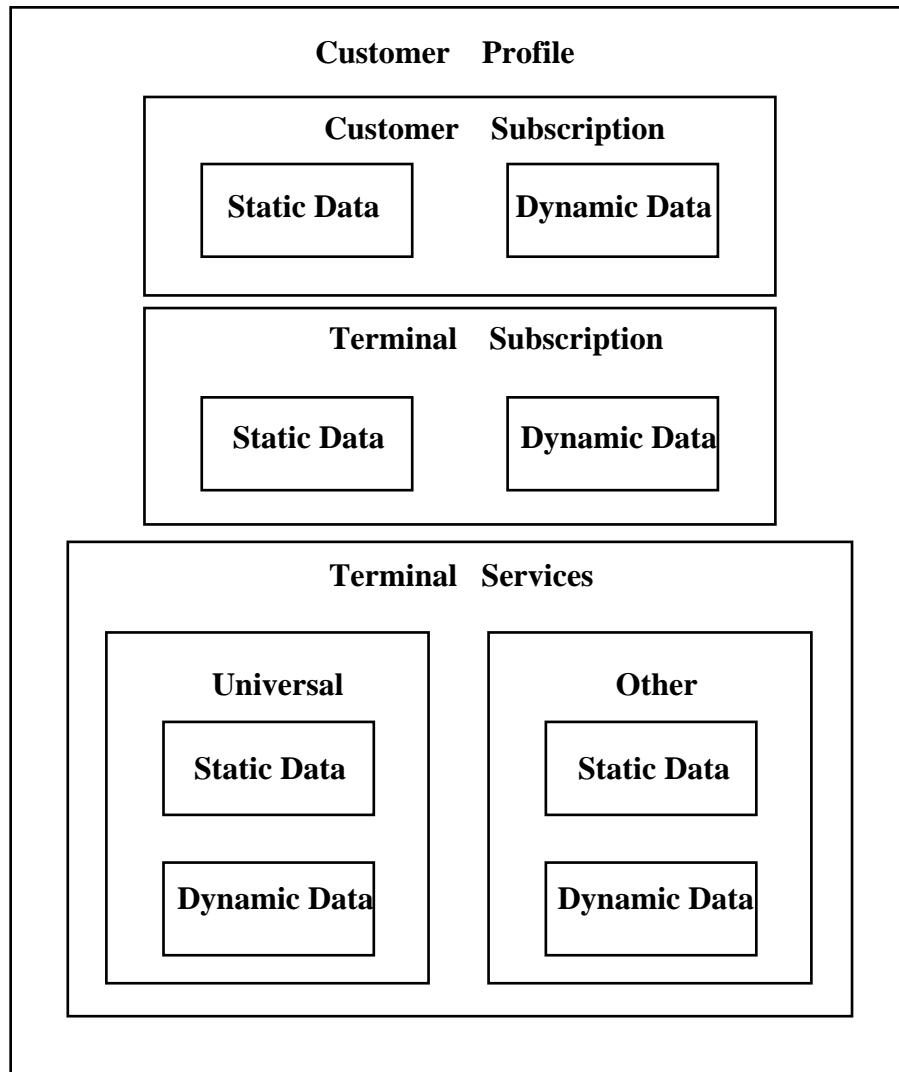 Customer Profile
Customer Subscription
Static Data
Dynamic Data
Terminal Subscription
Static Data
Dynamic Data
Terminal Services
Universal
Static Data
Dynamic Data
Other
Static Data
Dynamic Data